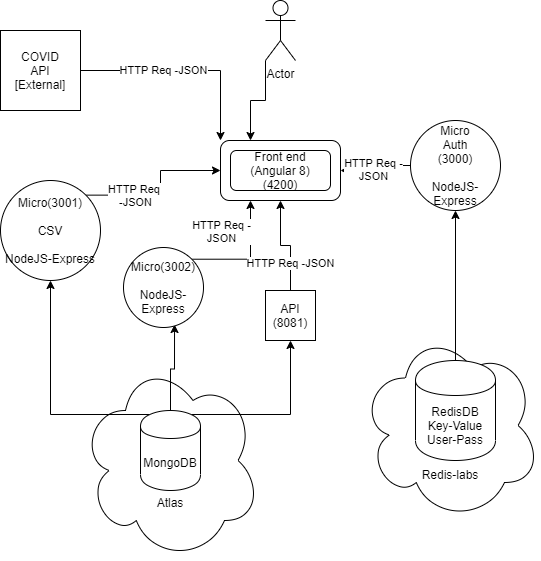 COVID
API
[External]
HTTP Req -JSON
Actor
Front end
(Angular 8)
(4200)
HTTP Req -
JSON
Micro
Auth
(3000)
NodeJS-
Express
HTTP Req
-JSON
Micro(3001)
CSV
NodeJS-Express
HTTP Req -
JSON
HTTP Req -JSON
Micro(3002)
NodeJS-
Express
API
(8081)
RedisDB
Key-Value
User-Pass
Redis-labs
MongoDB
Atlas